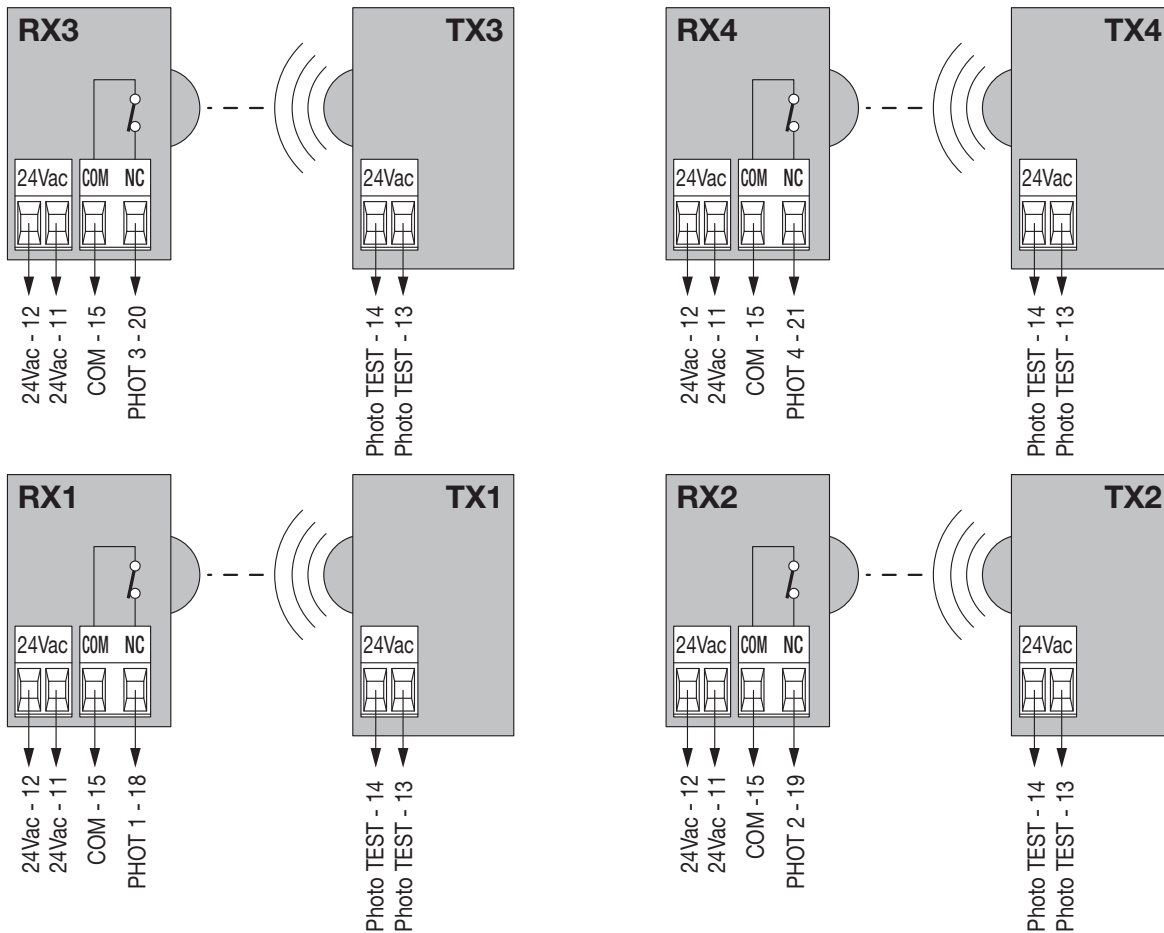 RX3
TX3
24Vac
COM
NC
24Vac
24Vac - 12
24Vac - 11
COM - 15
PHOT 3 - 20
Photo TEST - 14
Photo TEST - 13
RX4
TX4
24Vac
COM
NC
24Vac
24Vac - 12
24Vac - 11
COM - 15
PHOT 4 - 21
Photo TEST - 14
Photo TEST - 13
RX1
TX1
24Vac
COM
NC
24Vac
24Vac - 12
24Vac - 11
COM - 15
PHOT 1 - 18
Photo TEST - 14
Photo TEST - 13
RX2
TX2
24Vac
COM
NC
24Vac
24Vac - 12
24Vac - 11
COM -15
PHOT 2 - 19
Photo TEST - 14
Photo TEST - 13